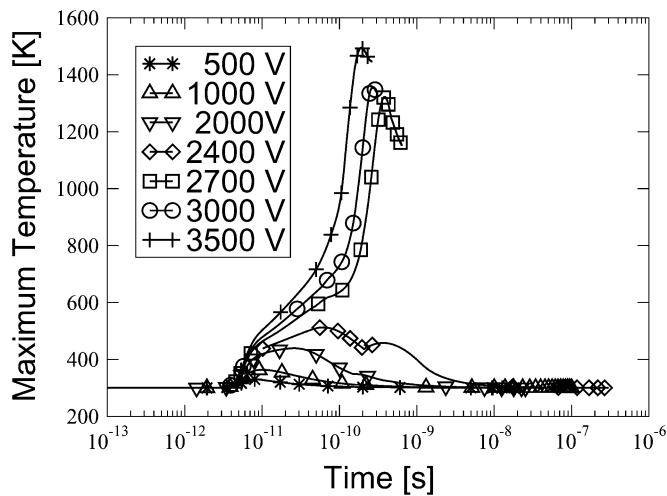 Maximum Temperature [K]
1600
1400
1200
1000
800
600
400
200
500 V
1000 V
2000V
2400 V
2700 V
3000 V
3500 V
10-13
10-12
10-11
10-10
10-9
10-8
10-7
10-6
Time [s]